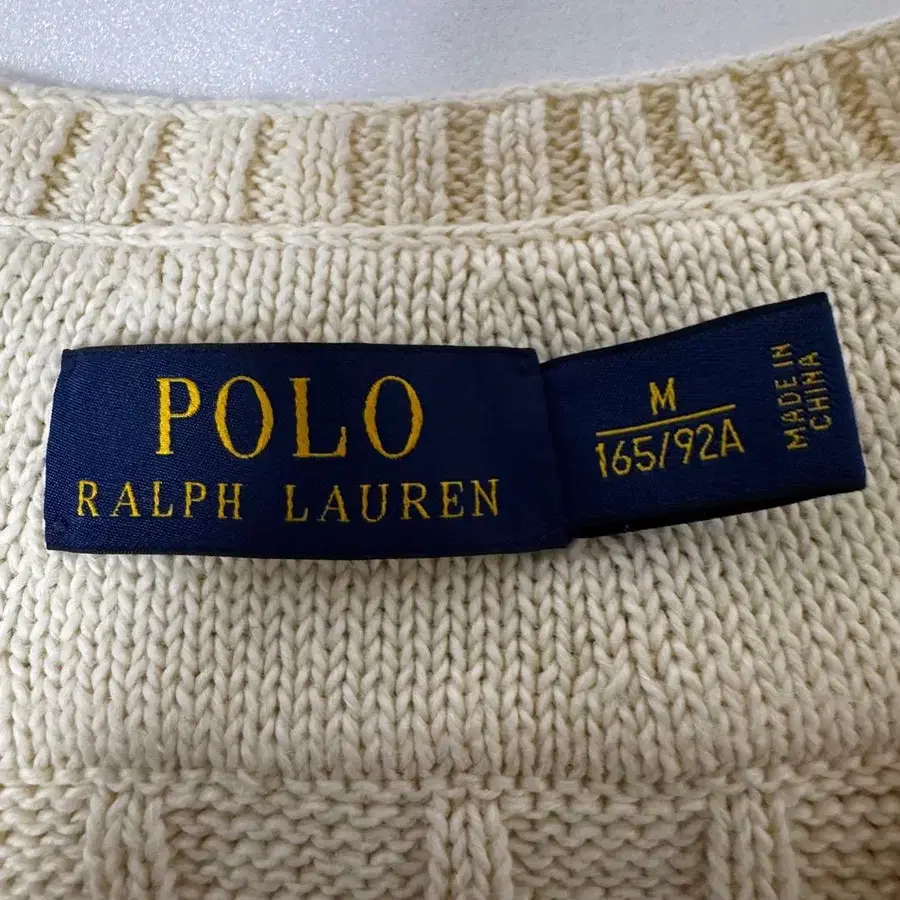 POLO
RALPH LAUREN
M
165/92A
MADE IN
CHINA